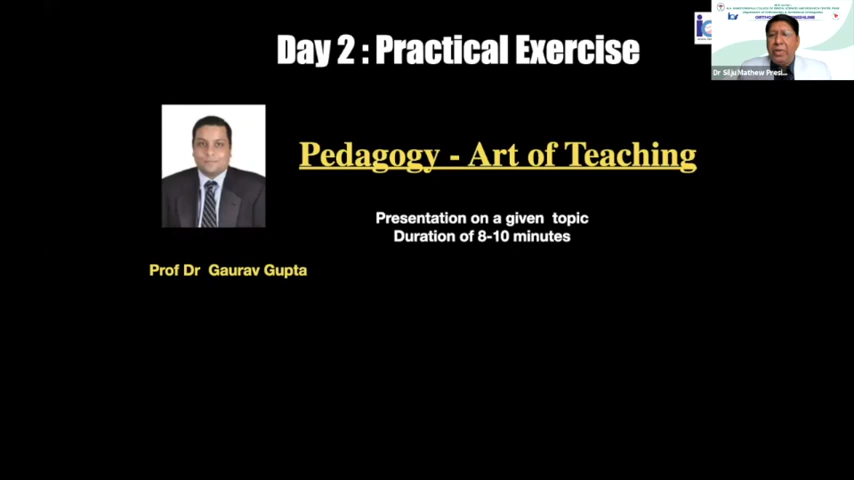 Day 2 : Practical Exercise
Pedagogy - Art of Teaching
Presentation on a given topic
Duration of 8-10 minutes
Prof Dr Gaurav Gupta
Dr Silju Mathew Presi...